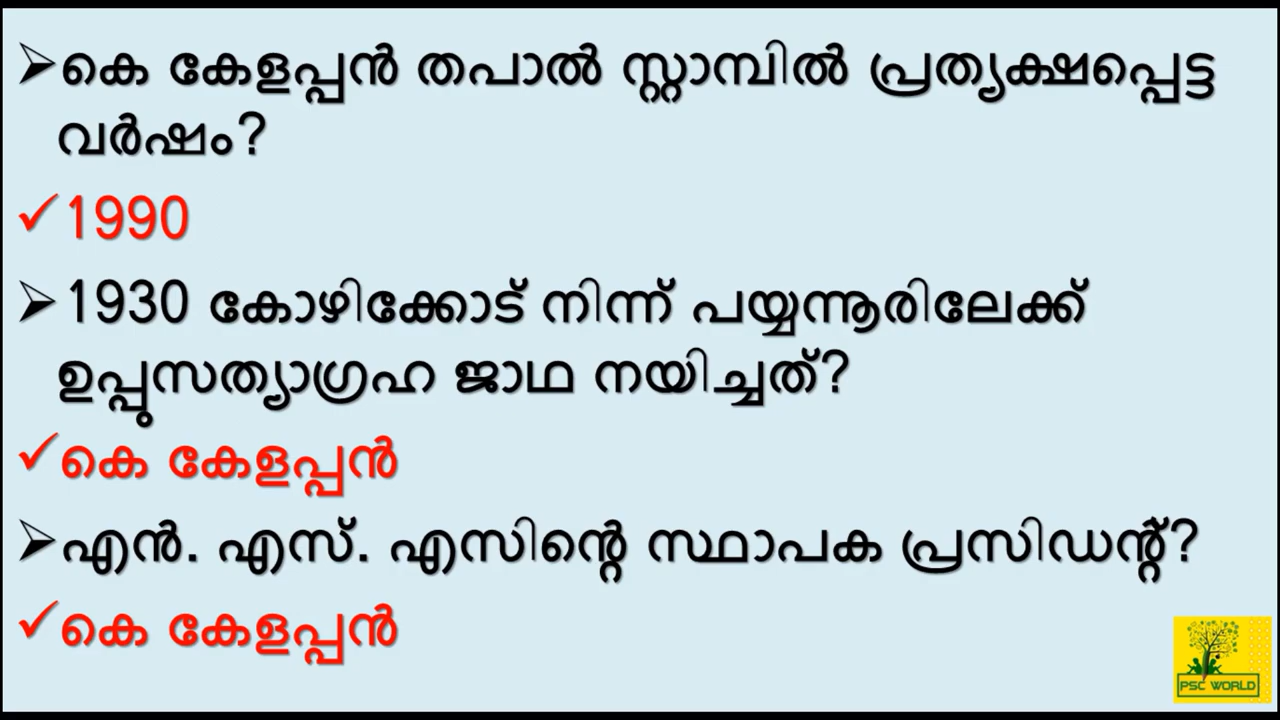 ➢കെ കേളപ്പൻ തപാൽ സ്റ്റാമ്പിൽ പ്രത്യക്ഷപ്പെട്ട
വർഷം?
✓1990
➢1930 കോഴിക്കോട് നിന്ന് പയ്യന്നൂരിലേക്ക്
ഉപ്പുസത്യാഗ്രഹ ജാഥ നയിച്ചത്?
✓കെ കേളപ്പൻ
➢എൻ. എസ്. എസിന്റെ സ്ഥാപക പ്രസിഡന്റ്?
✓കെ കേളപ്പൻ
PSC WORLD